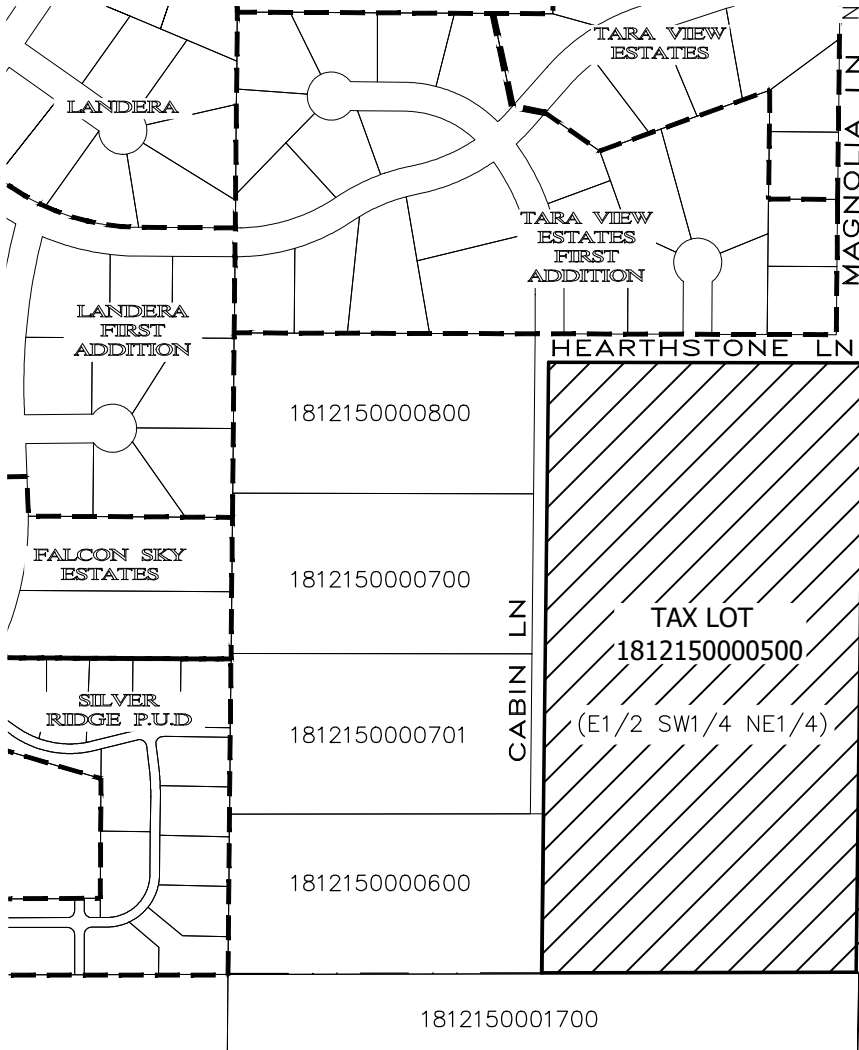 TARA VIEW
ESTATES
LANDERA
MAGNOLIA LN
TARA VIEW
ESTATES
FIRST
ADDITION
LANDERA
FIRST
ADDITION
HEARTHSTONE LN
1812150000800
FALCON SKY
ESTATES
1812150000700
CABIN LN
TAX LOT
1812150000500
(E1/2 SW1/4 NE1/4)
SILVER
RIDGE P.U.D
1812150000701
1812150000600
1812150001700